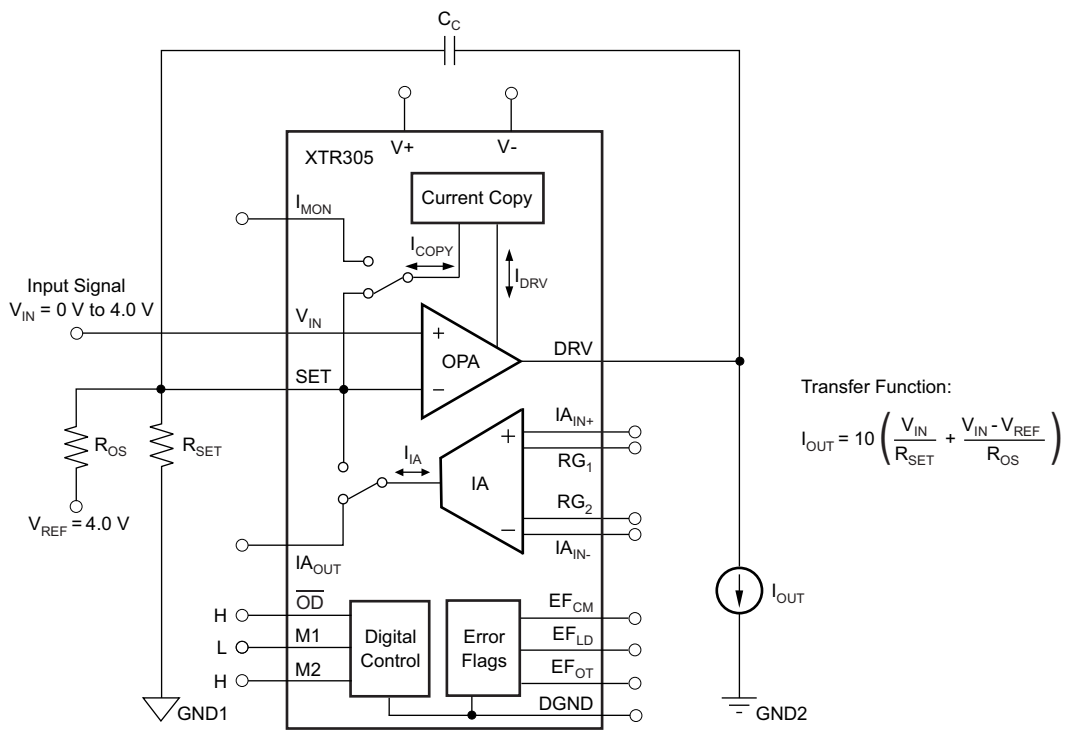 C_C
V+
V-
XTR305
Current Copy
I_MON
I_COPY
I_DRV
Input Signal
V_IN = 0 V to 4.0 V
V_IN
+
OPA
−
DRV
SET
Transfer Function:
I_OUT = 10 ( V_IN / R_SET + V_IN - V_REF / R_OS )
R_OS
R_SET
V_REF = 4.0 V
I_IA
+
IA
−
IA_IN+
RG_1
RG_2
IA_IN-
IA_OUT
I_OUT
H
OD
L
M1
H
M2
Digital
Control
Error
Flags
EF_CM
EF_LD
EF_OT
DGND
GND1
GND2